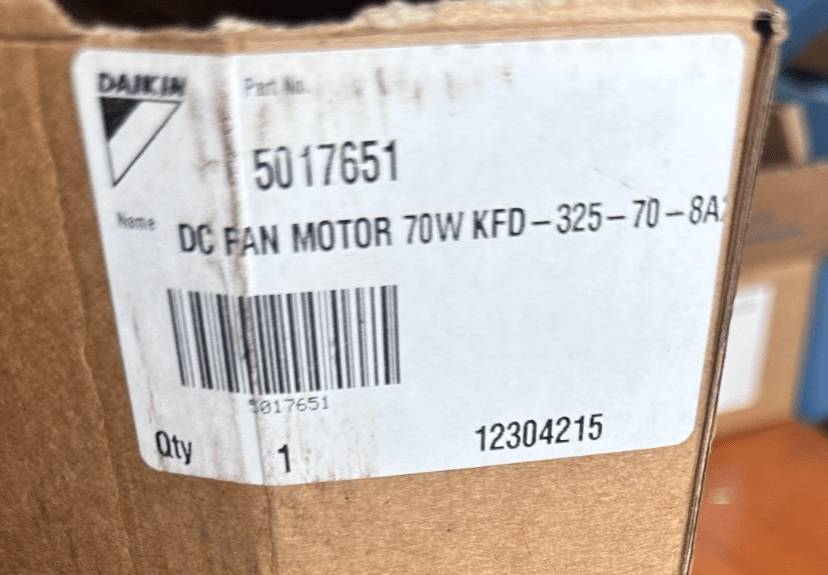 DAIKIN
Part No.
5017651
Name
DC FAN MOTOR 70W KFD-325-70-8A
5017651
Qty 1
12304215